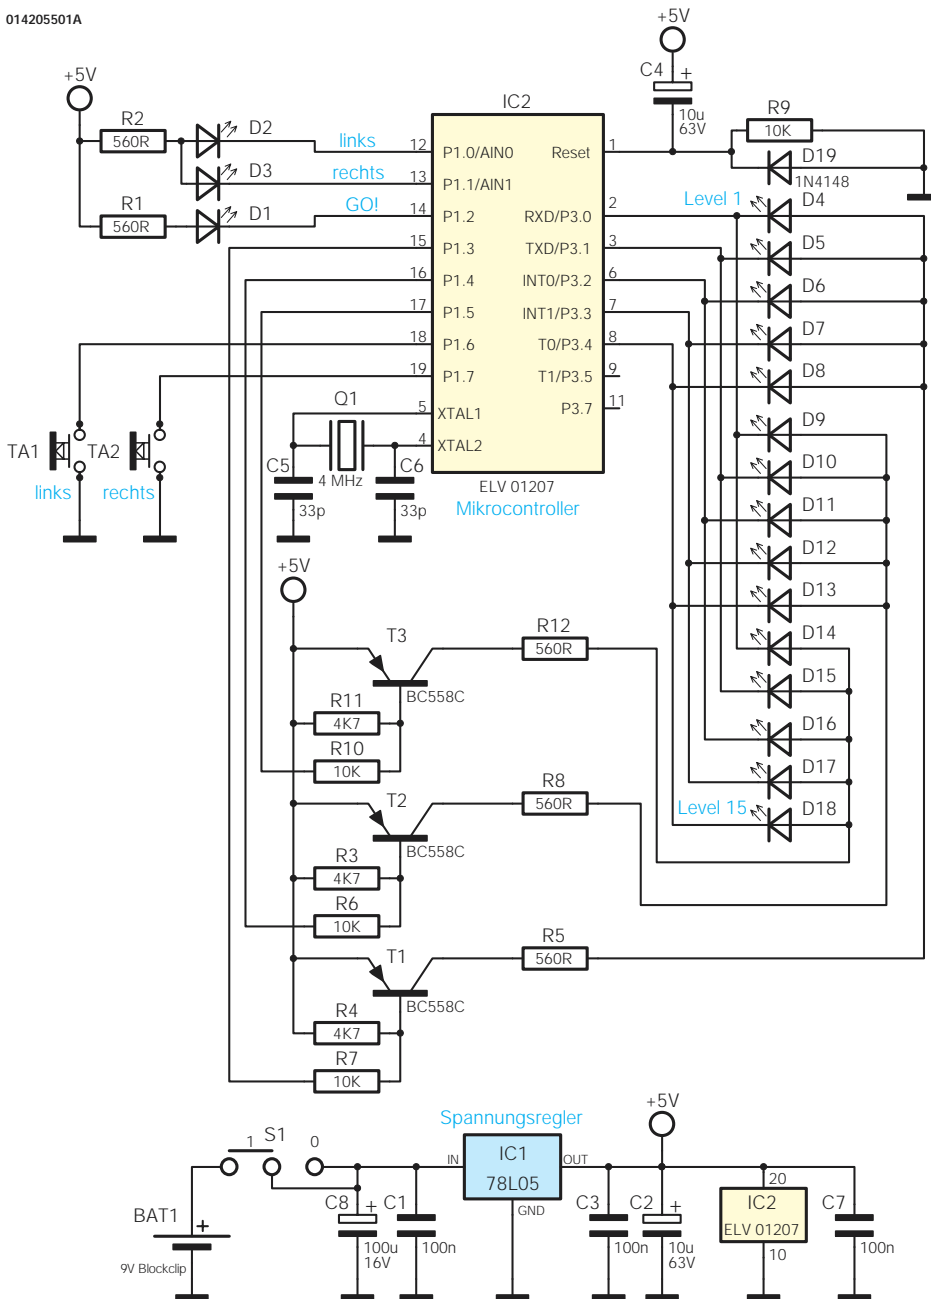 014205501A
+5V
C4
+
10u
63V
+5V
R2
560R
D2
links
D3
rechts
R1
560R
D1
GO!
IC2
12 P1.0/AIN0
13 P1.1/AIN1
14 P1.2
15 P1.3
16 P1.4
17 P1.5
18 P1.6
19 P1.7
5 XTAL1
4 XTAL2
Reset 1
RXD/P3.0 2
TXD/P3.1 3
INT0/P3.2 6
INT1/P3.3 7
T0/P3.4 8
T1/P3.5 9
P3.7 11
ELV 01207
Mikrocontroller
R9
10K
D19
1N4148
Level 1
D4
D5
D6
D7
D8
D9
D10
D11
D12
D13
D14
D15
D16
D17
Level 15
D18
TA1
links
TA2
rechts
Q1
4 MHz
C5
33p
C6
33p
+5V
T3
BC558C
R12
560R
R11
4K7
R10
10K
T2
BC558C
R8
560R
R3
4K7
R6
10K
T1
BC558C
R5
560R
R4
4K7
R7
10K
Spannungsregler
+5V
1 S1 0
IN
IC1
78L05
OUT
GND
BAT1
+
9V Blockclip
C8
+
100u
16V
C1
100n
C3
100n
C2
+
10u
63V
20
IC2
ELV 01207
10
C7
100n